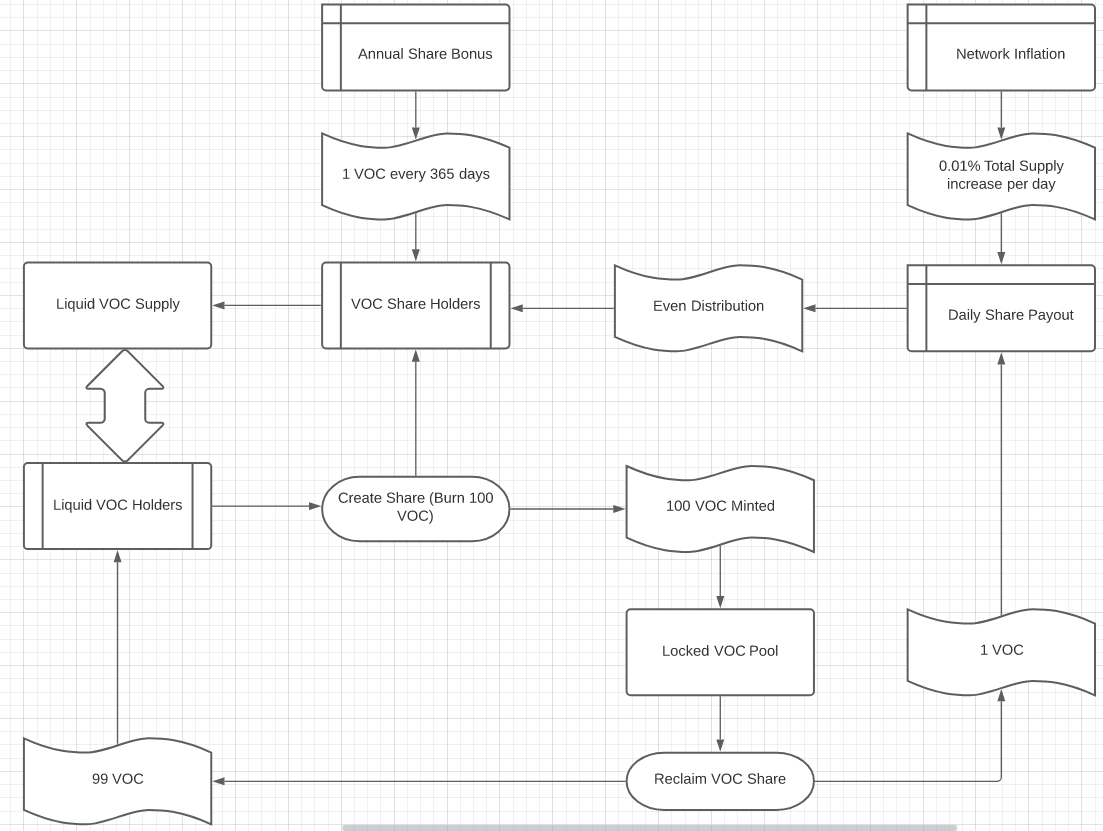 Annual Share Bonus
Network Inflation
1 VOC every 365 days
0.01% Total Supply
increase per day
Liquid VOC Supply
VOC Share Holders
Even Distribution
Daily Share Payout
Liquid VOC Holders
Create Share (Burn 100
VOC)
100 VOC Minted
Locked VOC Pool
1 VOC
99 VOC
Reclaim VOC Share